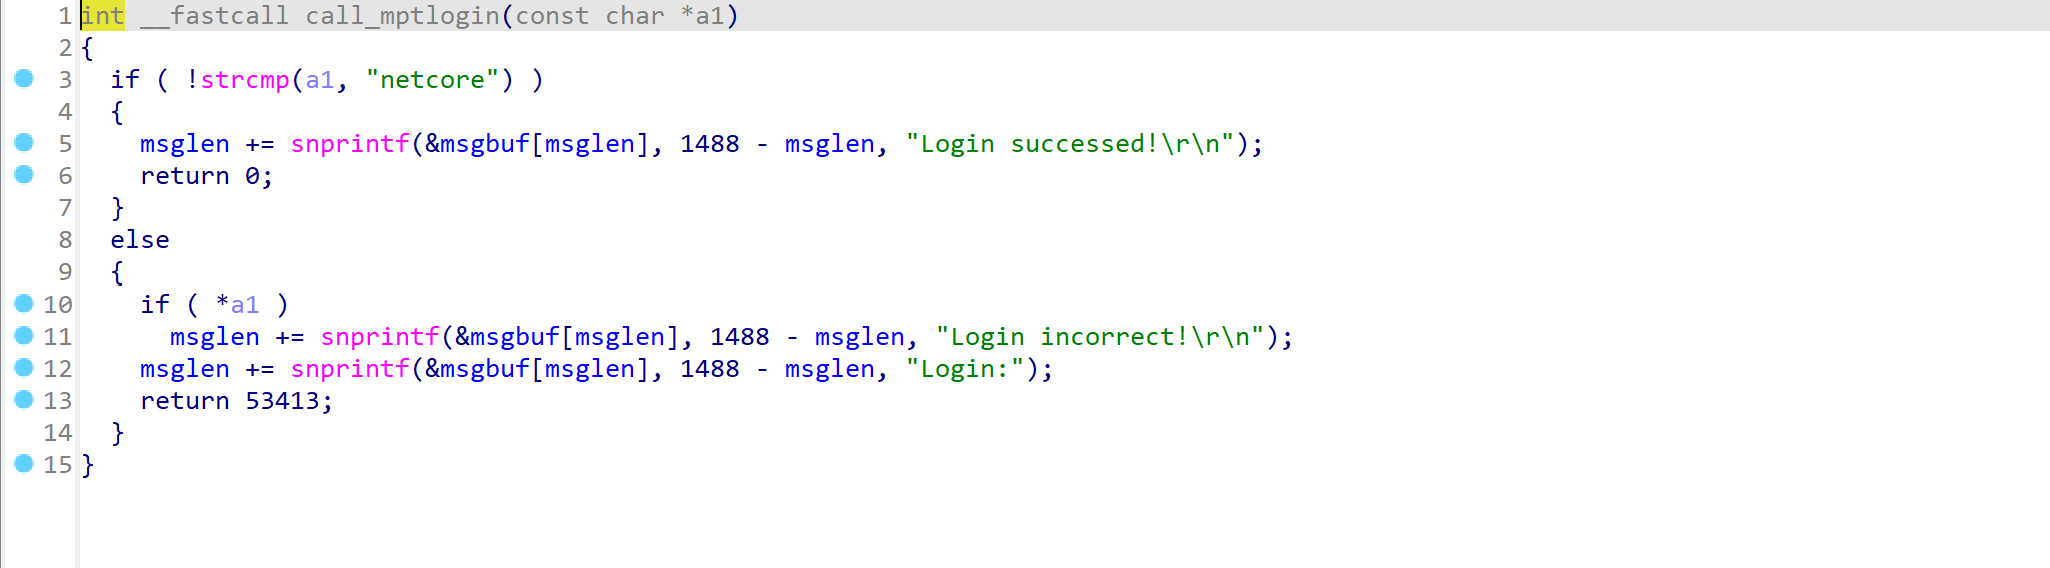 1 int __fastcall call_mptlogin(const char *a1)
2 {
3   if ( !strcmp(a1, "netcore") )
4   {
5     msglen += snprintf(&msgbuf[msglen], 1488 - msglen, "Login successed!\r\n");
6     return 0;
7   }
8   else
9   {
10     if ( *a1 )
11       msglen += snprintf(&msgbuf[msglen], 1488 - msglen, "Login incorrect!\r\n");
12     msglen += snprintf(&msgbuf[msglen], 1488 - msglen, "Login:");
13     return 53413;
14   }
15 }